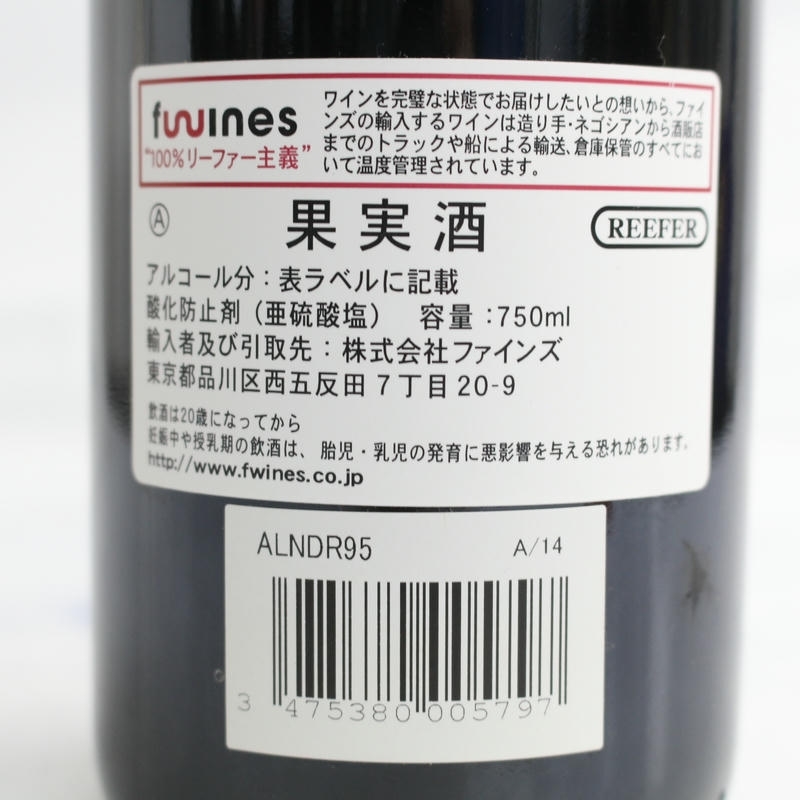 fwines
"100%リーファー主義"
ワインを完璧な状態でお届けしたいとの想いから、ファイ
ンズの輸入するワインは造り手・ネゴシアンから酒販店
までのトラックや船による輸送、倉庫保管のすべてにお
いて温度管理されています。
Ⓐ 果実酒 REEFER
アルコール分：表ラベルに記載
酸化防止剤（亜硫酸塩） 容量：750ml
輸入者及び引取先：株式会社ファインズ
東京都品川区西五反田7丁目20-9
飲酒は20歳になってから
妊娠中や授乳期の飲酒は、胎児・乳児の発育に悪影響を与える恐れがあります。
http://www.fwines.co.jp
ALNDR95 A/14
3 475380 005797